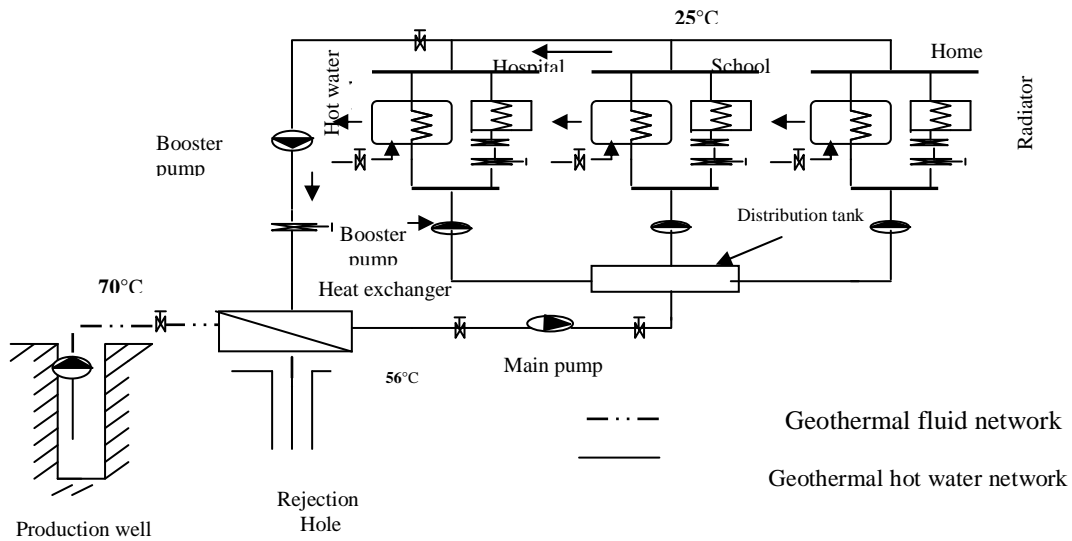 25°C
Home
Hospital
School
Hot water
Radiator
Booster
pump
Distribution tank
Booster
pump
70°C
Heat exchanger
56°C
Main pump
Geothermal fluid network
Geothermal hot water network
Rejection
Hole
Production well